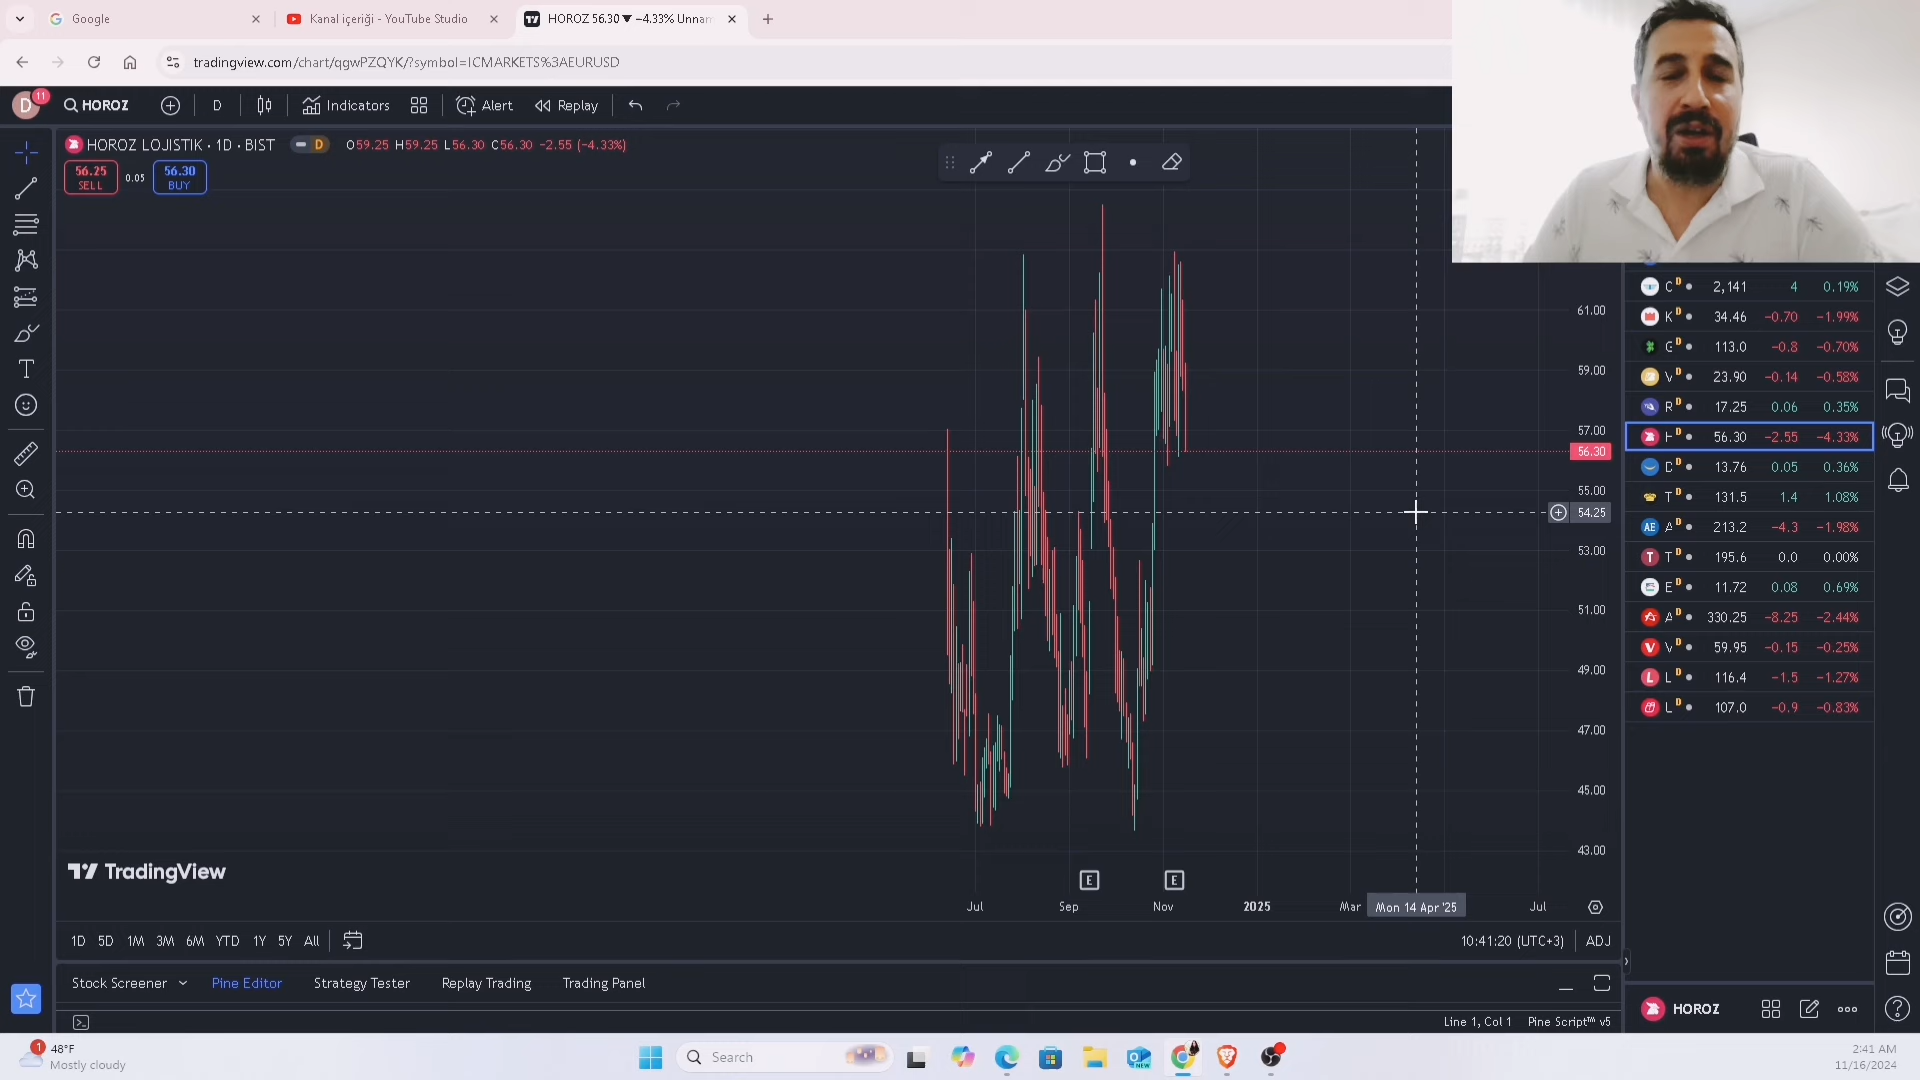 Google
Kanal içeriği - YouTube Studio
HOROZ 56.30 ▼ −4.33% Unnam
tradingview.com/chart/qgwPZQYK/?symbol=ICMARKETS%3AEURUSD
D
11
HOROZ
D
Indicators
Alert
Replay
HOROZ LOJISTIK · 1D · BIST
D
O59.25 H59.25 L56.30 C56.30 −2.55 (−4.33%)
56.25
SELL
0.05
56.30
BUY
61.00
59.00
57.00
56.30
55.00
54.25
53.00
51.00
49.00
47.00
45.00
43.00
C D 2,141 4 0.19%
K D 34.46 −0.70 −1.99%
G D 113.0 −0.8 −0.70%
V D 23.90 −0.14 −0.58%
R D 17.25 0.06 0.35%
H D 56.30 −2.55 −4.33%
D D 13.76 0.05 0.36%
T D 131.5 1.4 1.08%
AE A D 213.2 −4.3 −1.98%
T T D 195.6 0.0 0.00%
E D 11.72 0.08 0.69%
A D 330.25 −8.25 −2.44%
V V D 59.95 −0.15 −0.25%
L L D 116.4 −1.5 −1.27%
L D 107.0 −0.9 −0.83%
TradingView
E
E
Jul
Sep
Nov
2025
Mar
Mon 14 Apr '25
Jul
1D 5D 1M 3M 6M YTD 1Y 5Y All
10:41:20 (UTC+3)
ADJ
Stock Screener
Pine Editor
Strategy Tester
Replay Trading
Trading Panel
Line 1, Col 1
Pine Script™ v5
HOROZ
1
48°F
Mostly cloudy
Search
NEW
2:41 AM
11/16/2024